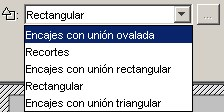 Rectangular
...
Encajes con unión ovalada
Recortes
Encajes con unión rectangular
Rectangular
Encajes con unión triangular